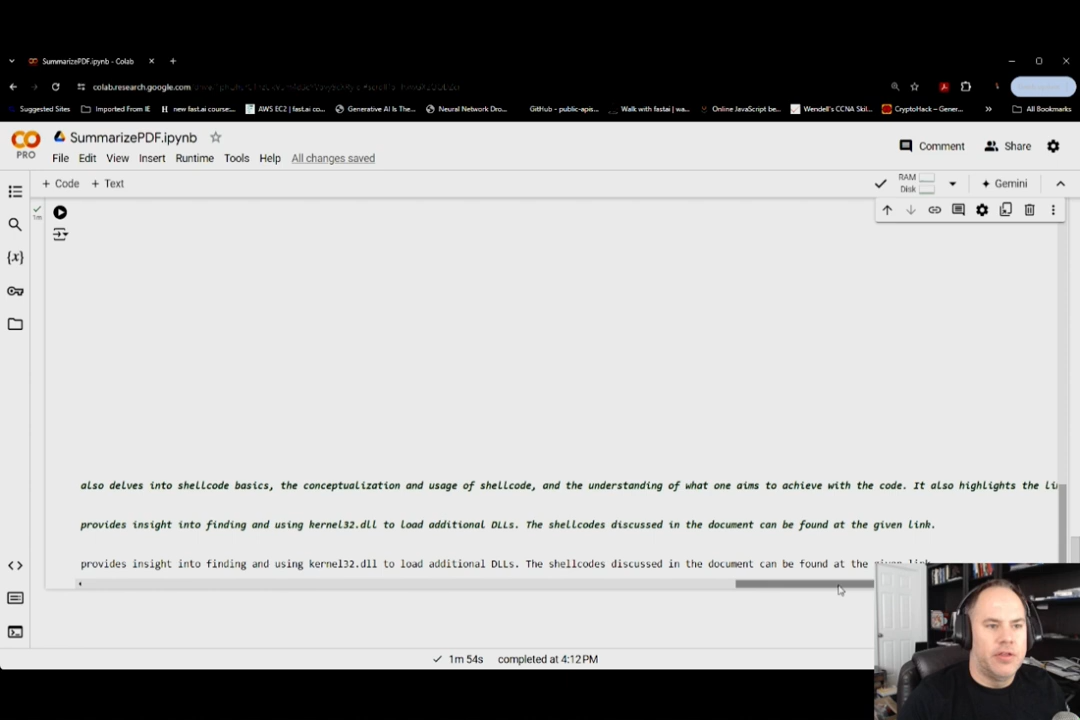 SummarizePDF.ipynb - Colab
colab.research.google.com
Suggested Sites
Imported From IE
new fast.ai course:...
AWS EC2 | fast.ai co...
Generative AI Is The...
Neural Network Dro...
GitHub - public-apis...
Walk with fastai | wa...
Online JavaScript be...
Wendell's CCNA Skil...
CryptoHack – Gener...
All Bookmarks
PRO
SummarizePDF.ipynb
File Edit View Insert Runtime Tools Help All changes saved
Comment
Share
+ Code + Text
RAM
Disk
Gemini
1m
{x}
also delves into shellcode basics, the conceptualization and usage of shellcode, and the understanding of what one aims to achieve with the code. It also highlights the
provides insight into finding and using kernel32.dll to load additional DLLs. The shellcodes discussed in the document can be found at the given link.
provides insight into finding and using kernel32.dll to load additional DLLs. The shellcodes discussed in the document can be found at the given link.
1m 54s completed at 4:12 PM